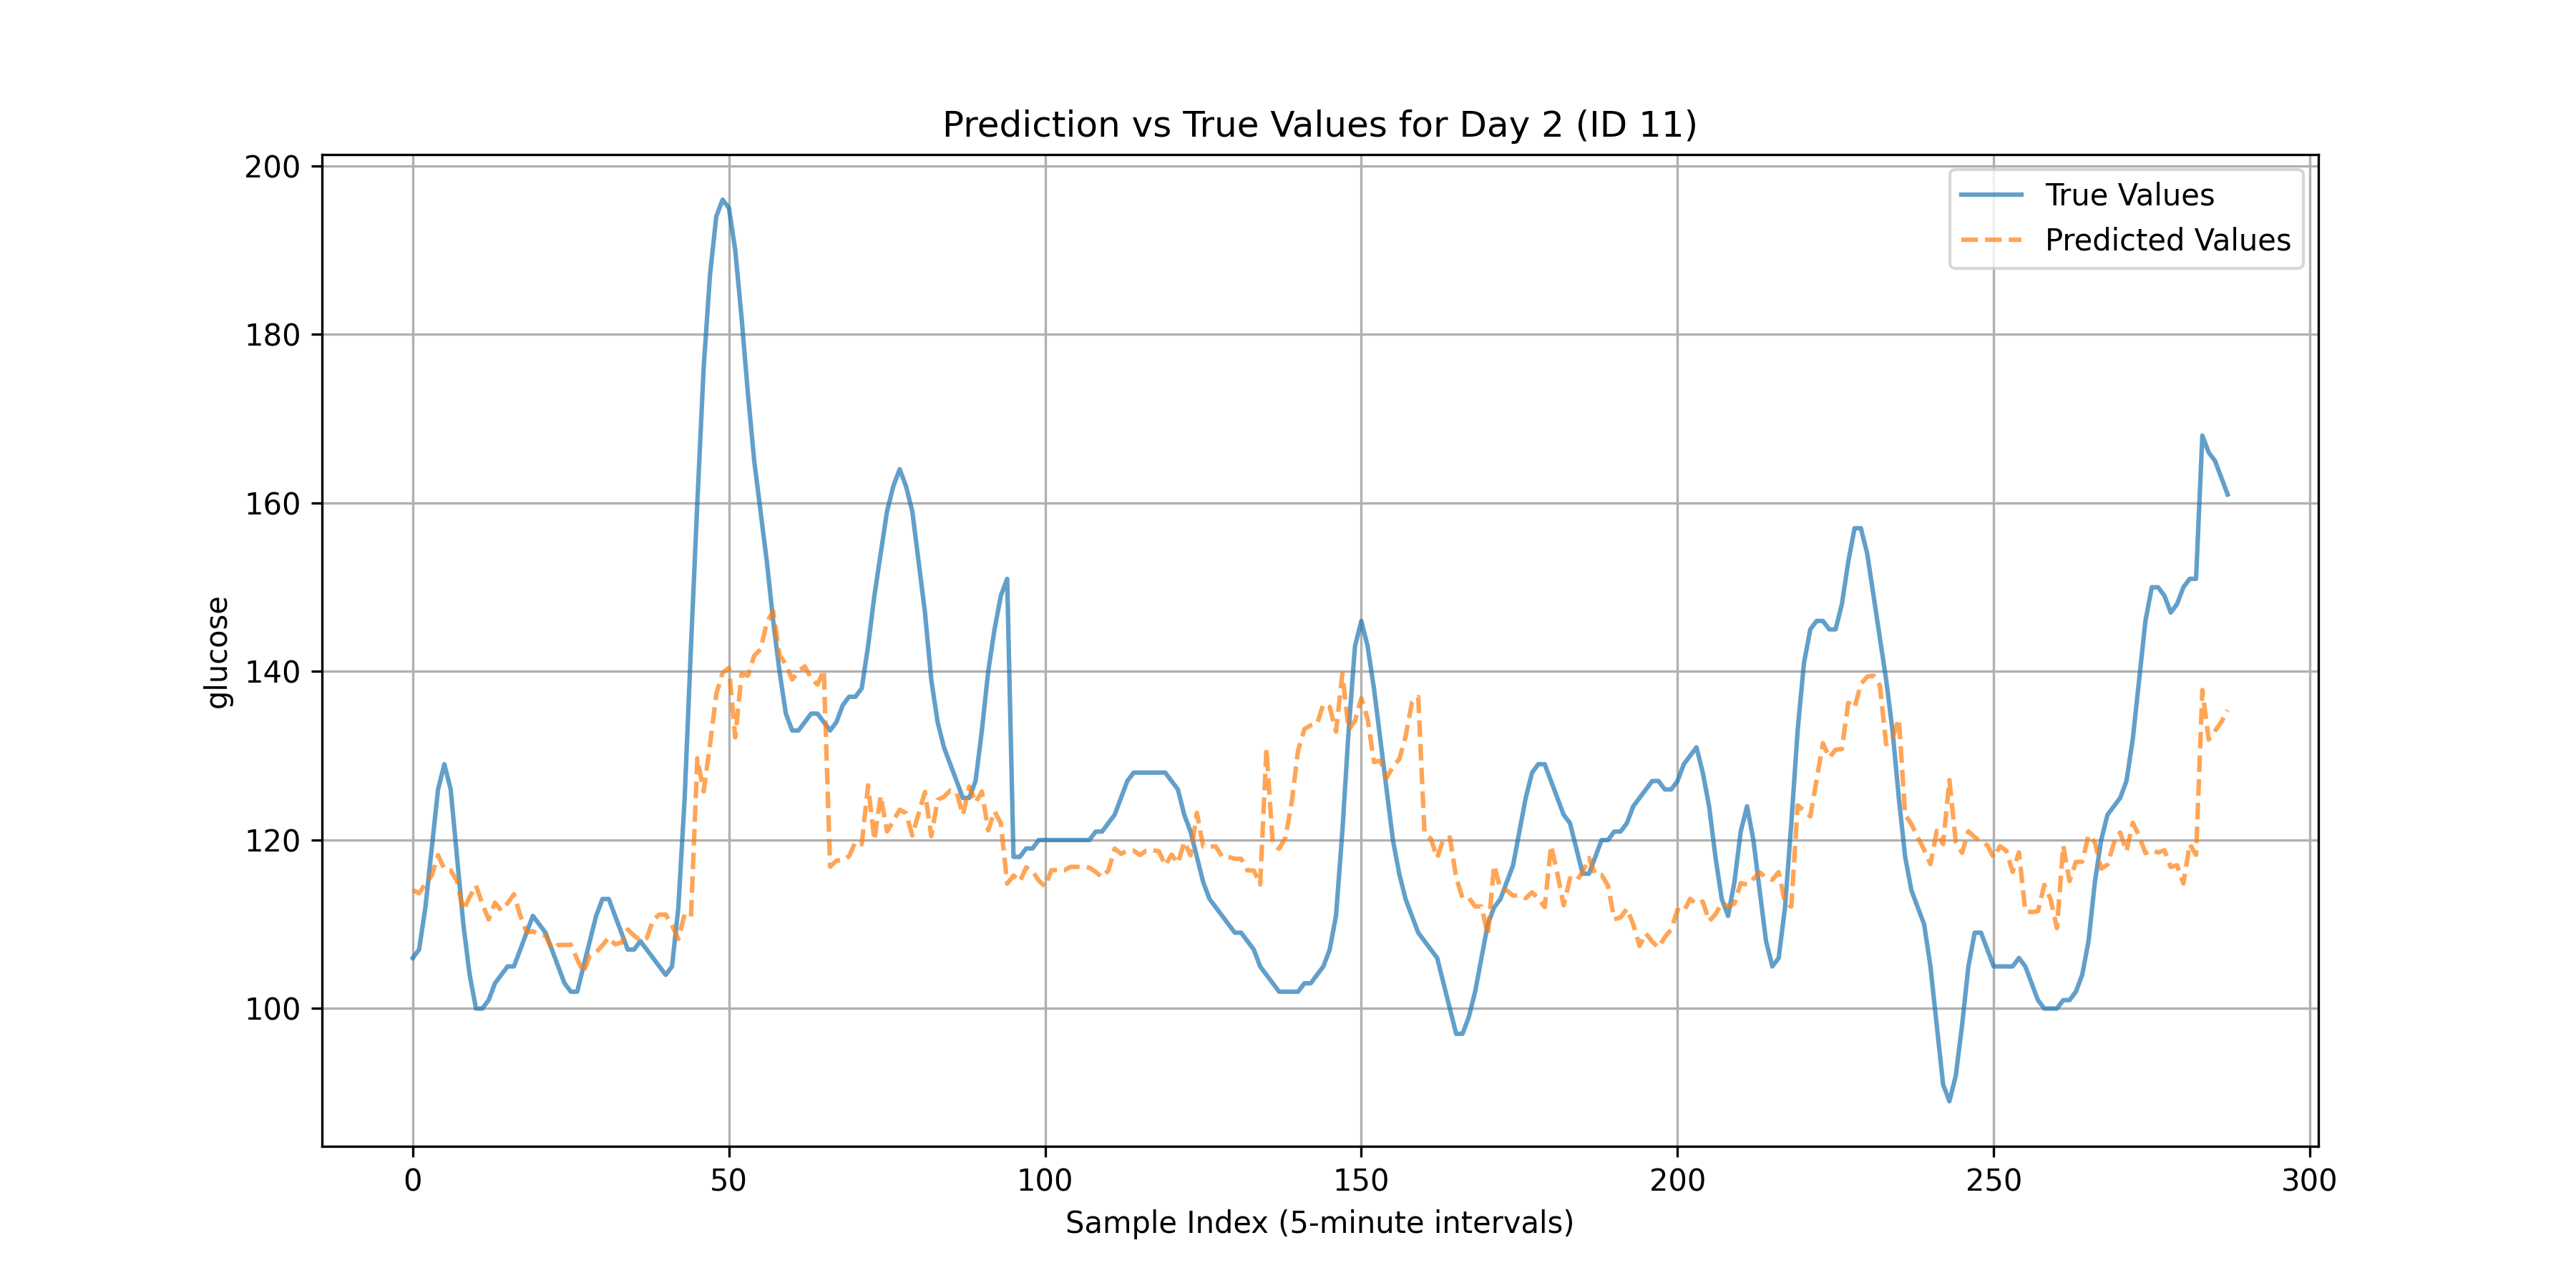 Prediction vs True Values for Day 2 (ID 11)
True Values
Predicted Values
glucose
200
180
160
140
120
100
0 50 100 150 200 250 300
Sample Index (5-minute intervals)